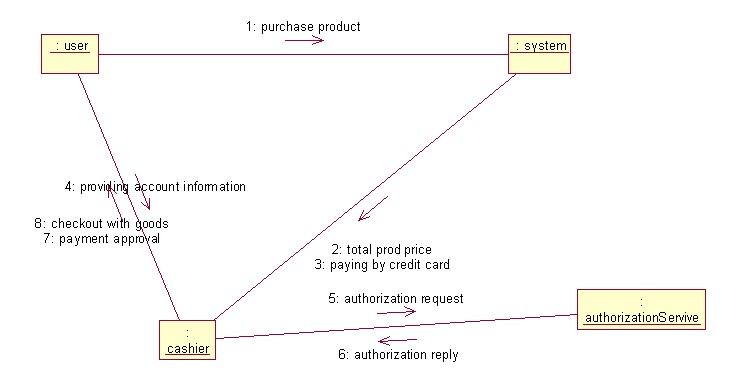 1: purchase product
: user
: system
4: providing account information
8: checkout with goods
7: payment approval
2: total prod price
3: paying by credit card
5: authorization request
:
authorizationServive
:
cashier
6: authorization reply